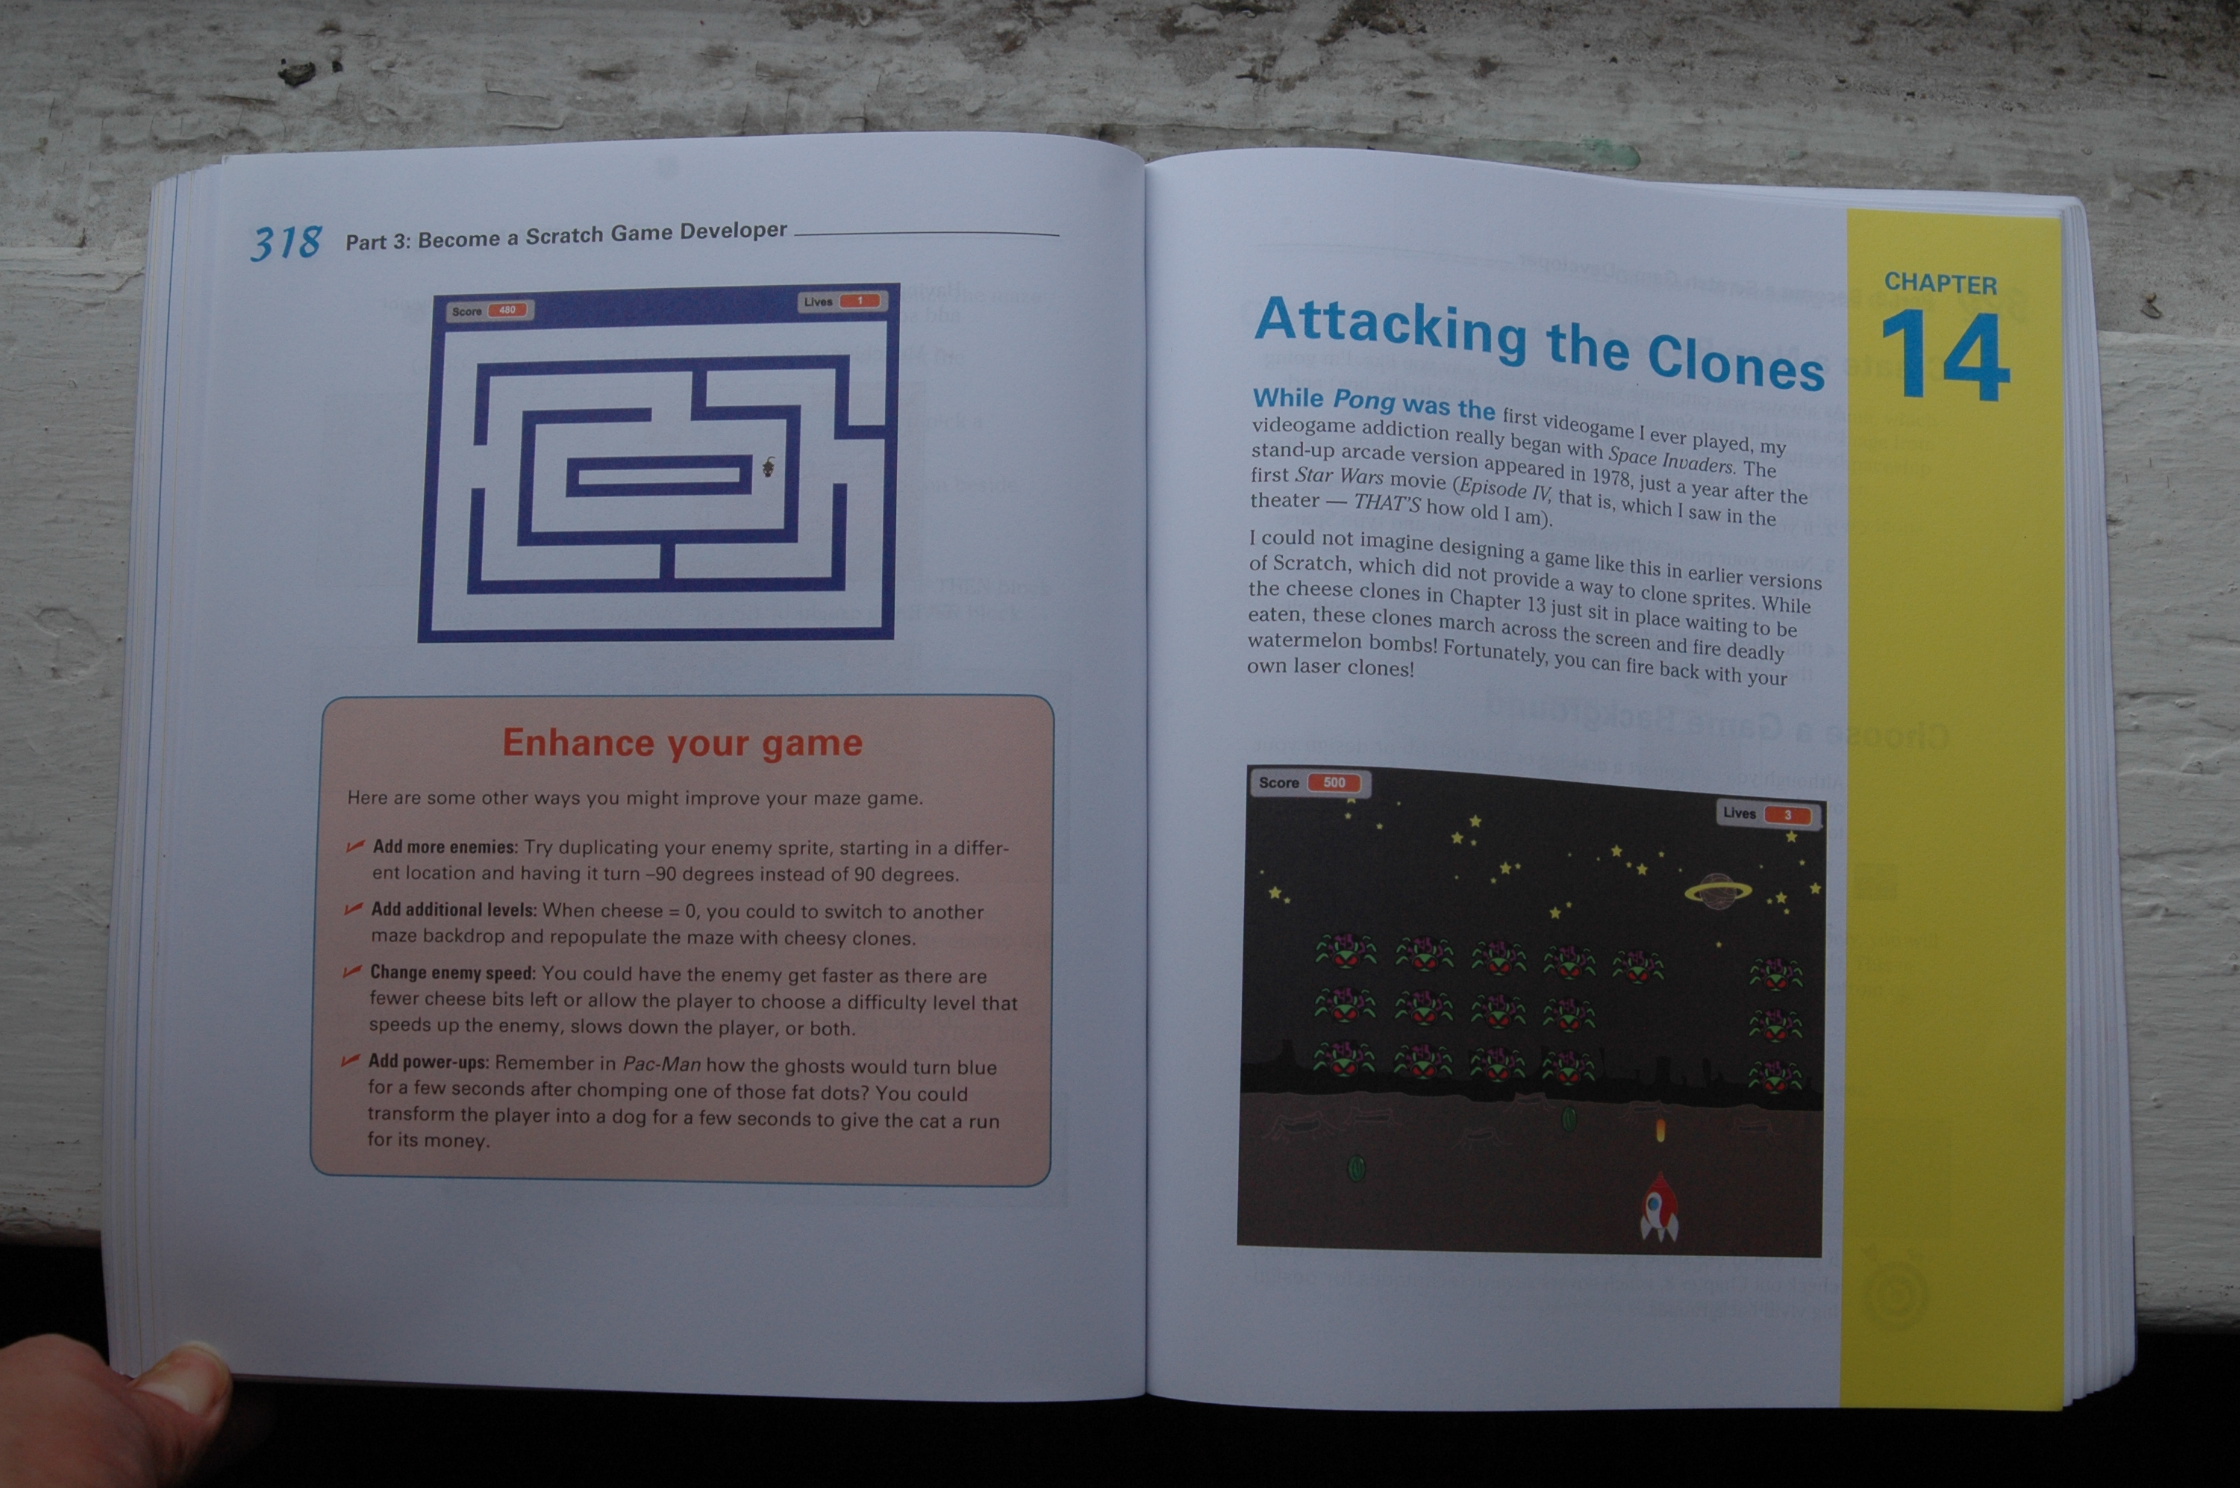 318 Part 3: Become a Scratch Game Developer
Score 480
Lives 1
Enhance your game
Here are some other ways you might improve your maze game.
Add more enemies: Try duplicating your enemy sprite, starting in a differ-
ent location and having it turn –90 degrees instead of 90 degrees.
Add additional levels: When cheese = 0, you could to switch to another
maze backdrop and repopulate the maze with cheesy clones.
Change enemy speed: You could have the enemy get faster as there are
fewer cheese bits left or allow the player to choose a difficulty level that
speeds up the enemy, slows down the player, or both.
Add power-ups: Remember in Pac-Man how the ghosts would turn blue
for a few seconds after chomping one of those fat dots? You could
transform the player into a dog for a few seconds to give the cat a run
for its money.
CHAPTER
14
Attacking the Clones
While Pong was the first videogame I ever played, my
videogame addiction really began with Space Invaders. The
stand-up arcade version appeared in 1978, just a year after the
first Star Wars movie (Episode IV, that is, which I saw in the
theater — THAT'S how old I am).
I could not imagine designing a game like this in earlier versions
of Scratch, which did not provide a way to clone sprites. While
the cheese clones in Chapter 13 just sit in place waiting to be
eaten, these clones march across the screen and fire deadly
watermelon bombs! Fortunately, you can fire back with your
own laser clones!
Score 500
Lives 3